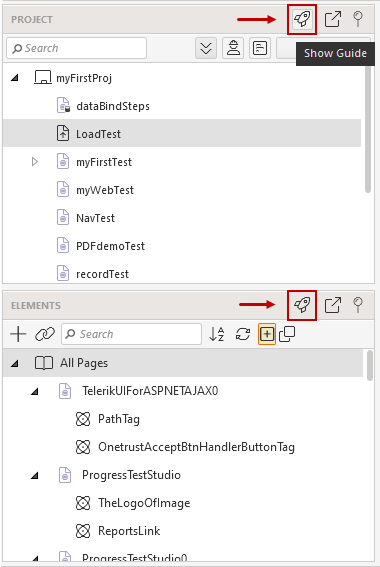 PROJECT
Show Guide
Search
myFirstProj
dataBindSteps
LoadTest
myFirstTest
myWebTest
NavTest
PDFdemoTest
recordTest
ELEMENTS
Search
All Pages
TelerikUIForASPNETAJAX0
PathTag
OnetrustAcceptBtnHandlerButtonTag
ProgressTestStudio
TheLogoOfImage
ReportsLink
ProgressTestStudio0